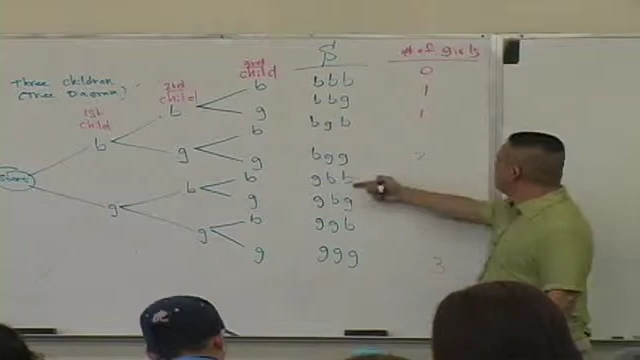 S
# of girls
3rd
child
Three children
(Tree Diagram)
2nd
child
1st
child
b
bbb
0
b
g
bbg
1
b
b
bgb
1
g
g
bgg
2
start
b
gbb
b
g
gbg
g
b
ggb
g
g
ggg
3